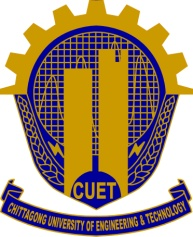 CUET
CHITTAGONG UNIVERSITY OF ENGINEERING & TECHNOLOGY